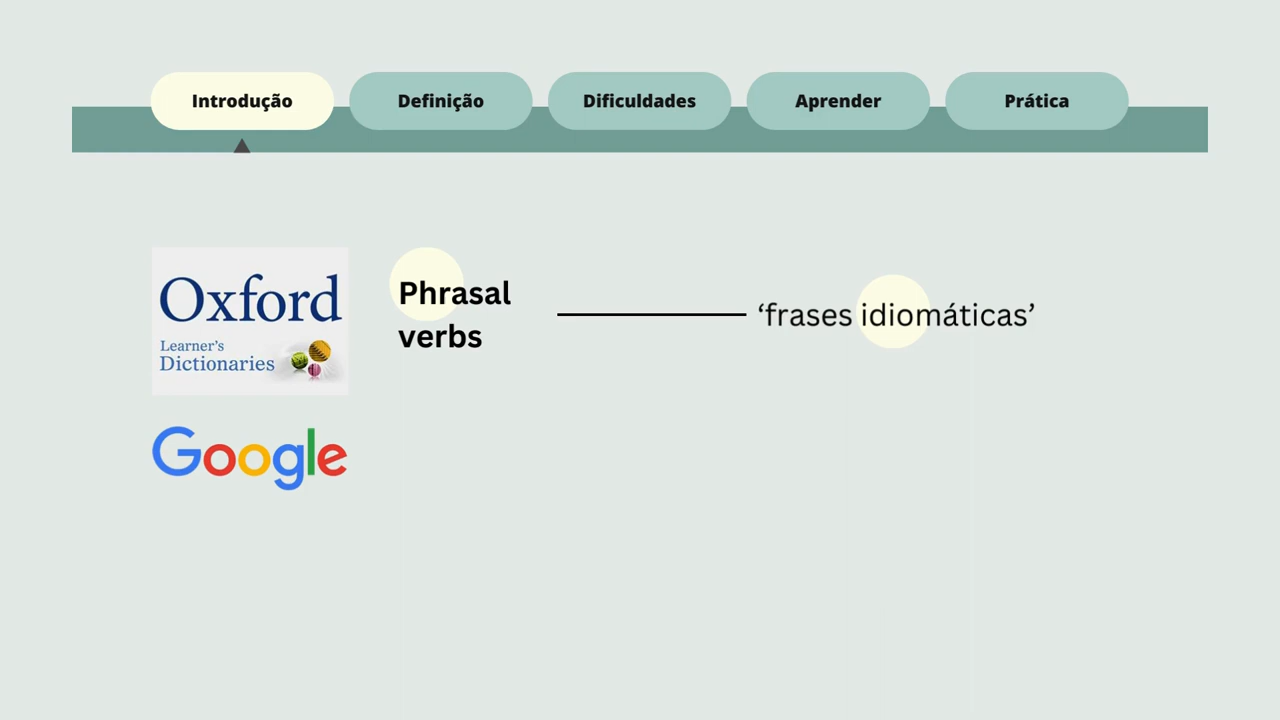 Introdução
Definição
Dificuldades
Aprender
Prática
Oxford
Learner's
Dictionaries
Phrasal
verbs
‘frases idiomáticas’
Google